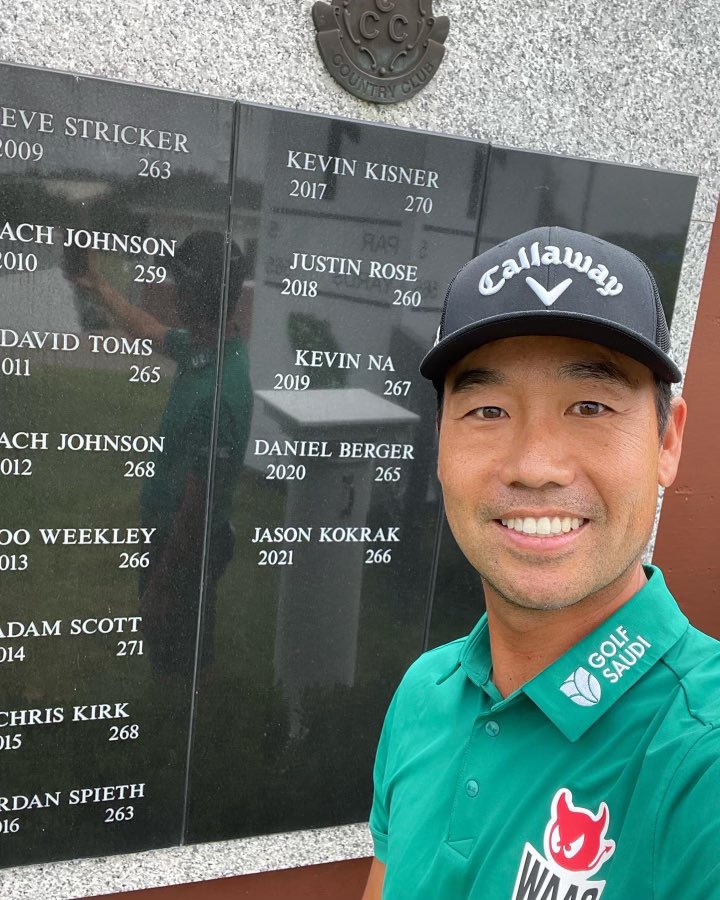 CCC
COUNTRY CLUB
EVE STRICKER
2009 263
ACH JOHNSON
2010 259
DAVID TOMS
011 265
ACH JOHNSON
012 268
OO WEEKLEY
013 266
ADAM SCOTT
014 271
CHRIS KIRK
015 268
RDAN SPIETH
016 263
KEVIN KISNER
2017 270
JUSTIN ROSE
2018 260
KEVIN NA
2019 267
DANIEL BERGER
2020 265
JASON KOKRAK
2021 266
Callaway
GOLF
SAUDI